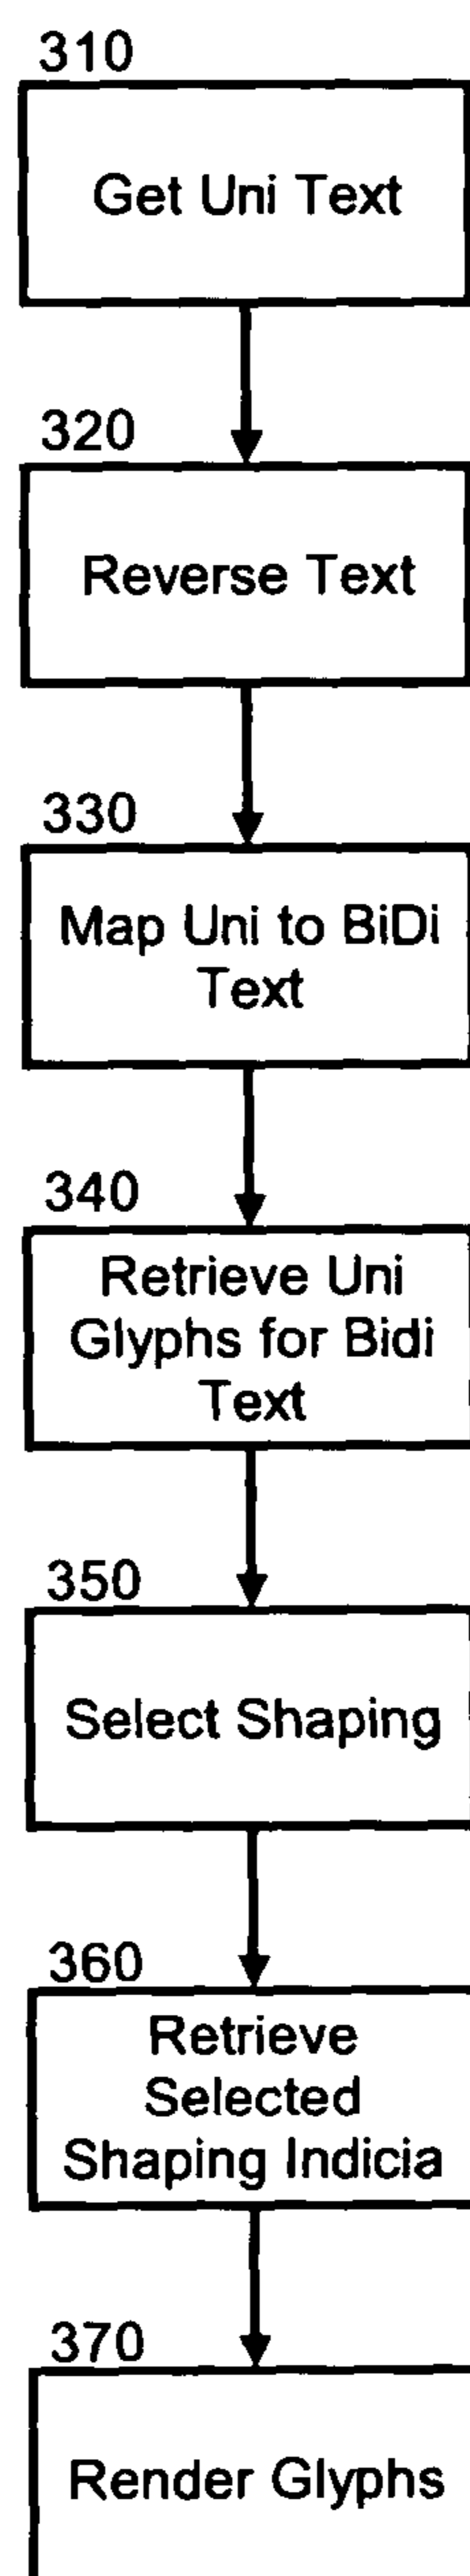 310
Get Uni Text
320
Reverse Text
330
Map Uni to BiDi
Text
340
Retrieve Uni
Glyphs for Bidi
Text
350
Select Shaping
360
Retrieve
Selected
Shaping Indicia
370
Render Glyphs